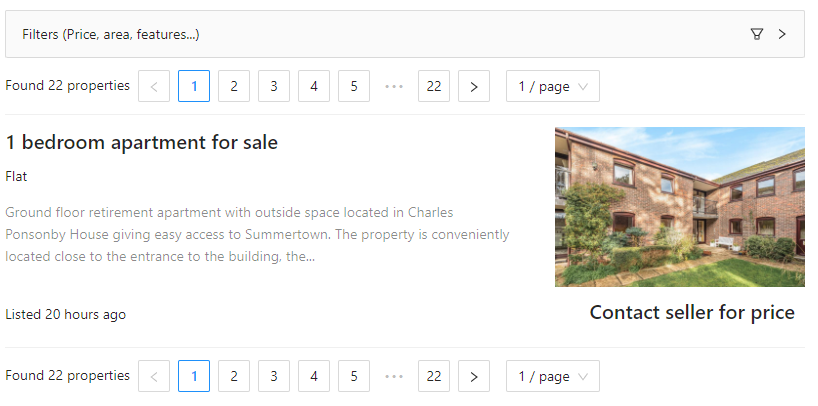 Filters (Price, area, features...)
Found 22 properties < 1 2 3 4 5 ••• 22 > 1 / page
1 bedroom apartment for sale
Flat
Ground floor retirement apartment with outside space located in Charles
Ponsonby House giving easy access to Summertown. The property is conveniently
located close to the entrance to the building, the...
Listed 20 hours ago
Contact seller for price
Found 22 properties < 1 2 3 4 5 ••• 22 > 1 / page